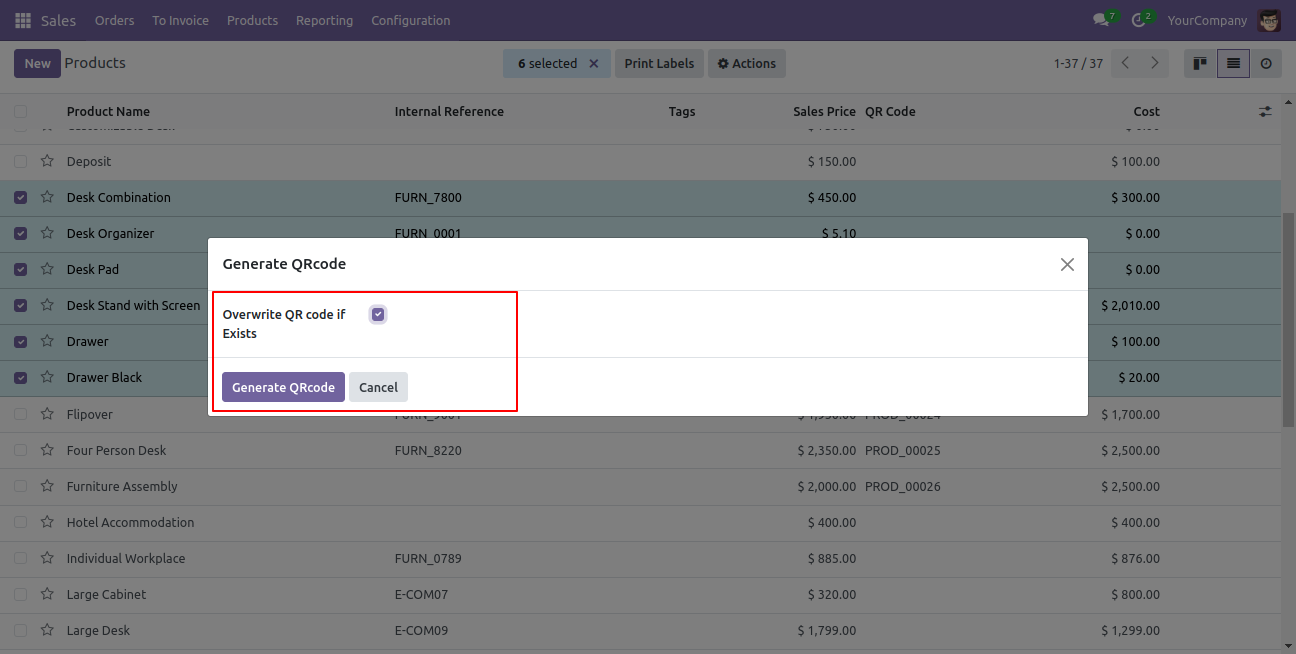 Sales Orders To Invoice Products Reporting Configuration 7 2 YourCompany
New Products 6 selected × Print Labels Actions 1-37 / 37
Product Name Internal Reference Tags Sales Price QR Code Cost
Deposit $ 150.00 $ 100.00
Desk Combination FURN_7800 $ 450.00 $ 300.00
Desk Organizer FURN_0001 $ 5.10 $ 0.00
Desk Pad $ 0.00
Desk Stand with Screen $ 2,010.00
Drawer $ 100.00
Drawer Black $ 20.00
Generate QRcode
Overwrite QR code if
Exists
Generate QRcode Cancel
Flipover $ 1,700.00
Four Person Desk FURN_8220 $ 2,350.00 PROD_00025 $ 2,500.00
Furniture Assembly $ 2,000.00 PROD_00026 $ 2,500.00
Hotel Accommodation $ 400.00 $ 400.00
Individual Workplace FURN_0789 $ 885.00 $ 876.00
Large Cabinet E-COM07 $ 320.00 $ 800.00
Large Desk E-COM09 $ 1,799.00 $ 1,299.00